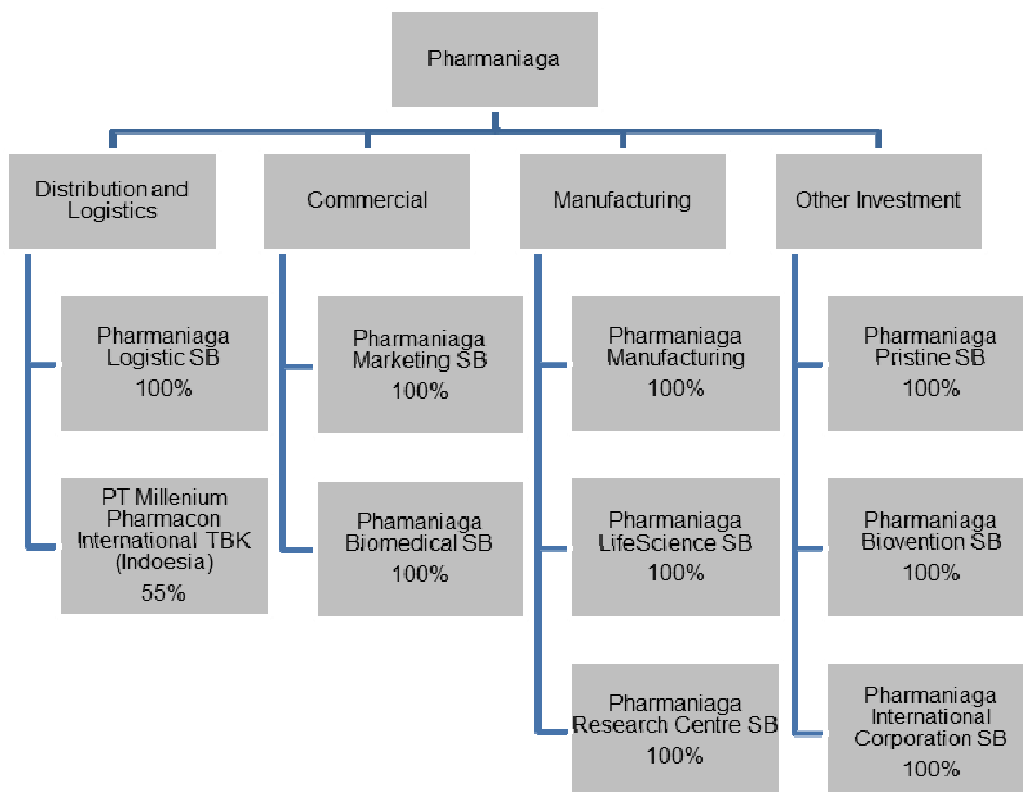 Pharmaniaga
Distribution and
Logistics
Commercial
Manufacturing
Other Investment
Pharmaniaga
Logistic SB
100%
Pharmaniaga
Marketing SB
100%
Pharmaniaga
Manufacturing
100%
Pharmaniaga
Pristine SB
100%
PT Millenium
Pharmacon
International TBK
(Indoesia)
55%
Phamaniaga
Biomedical SB
100%
Pharmaniaga
LifeScience SB
100%
Pharmaniaga
Biovention SB
100%
Pharmaniaga
Research Centre SB
100%
Pharmaniaga
International
Corporation SB
100%